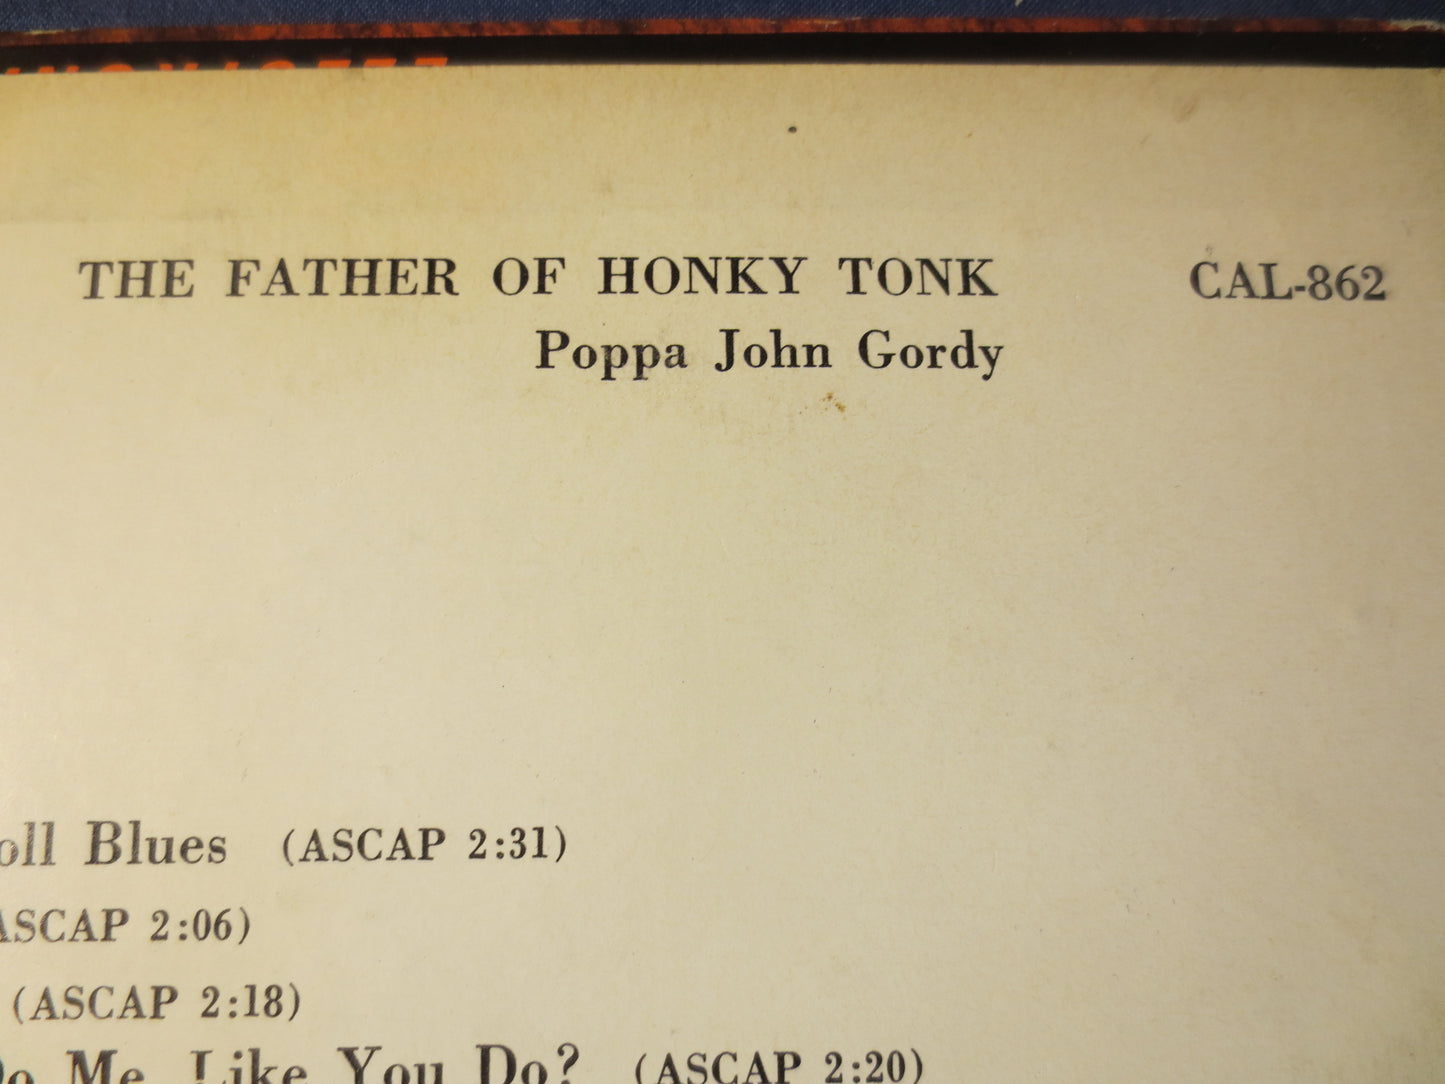 THE FATHER OF HONKY TONK CAL-862
Poppa John Gordy
Blues (ASCAP 2:31)
ASCAP 2:06)
(ASCAP 2:18)
Do Me Like You Do? (ASCAP 2:20)